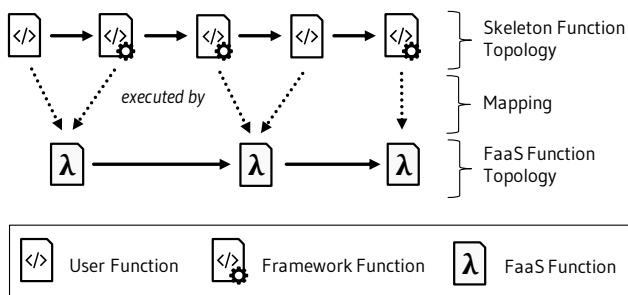 </> </> </> </> </>
Skeleton Function
Topology
executed by
Mapping
λ λ λ
FaaS Function
Topology
</> User Function </> Framework Function λ FaaS Function